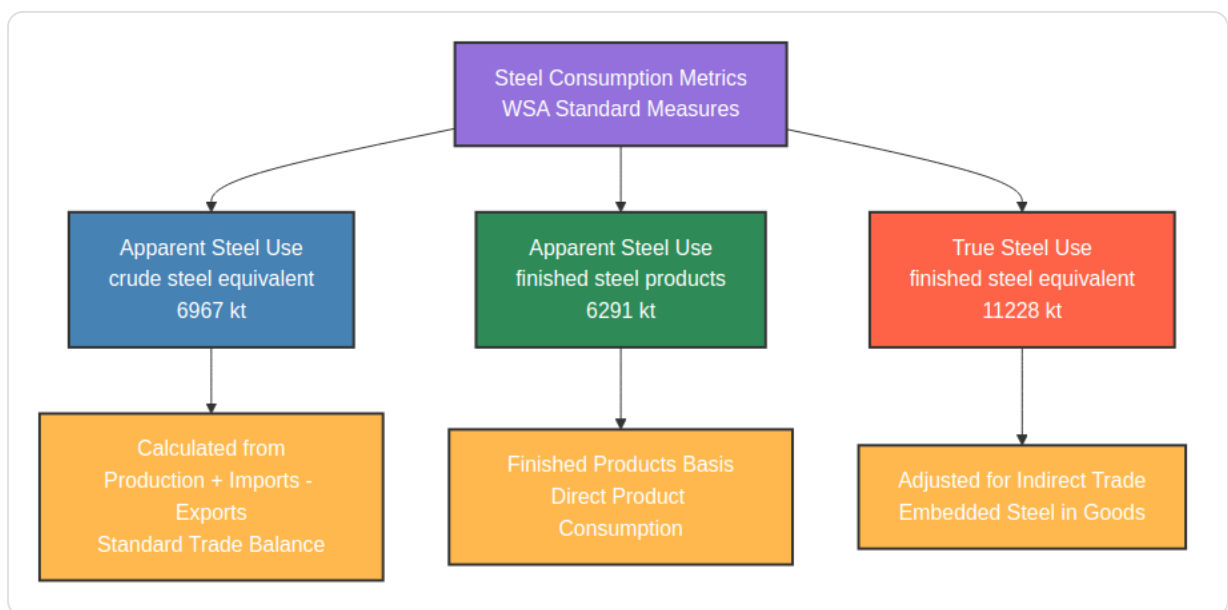 Steel Consumption Metrics
WSA Standard Measures
Apparent Steel Use
crude steel equivalent
6967 kt
Apparent Steel Use
finished steel products
6291 kt
True Steel Use
finished steel equivalent
11228 kt
Calculated from
Production + Imports -
Exports
Standard Trade Balance
Finished Products Basis
Direct Product
Consumption
Adjusted for Indirect Trade
Embedded Steel in Goods